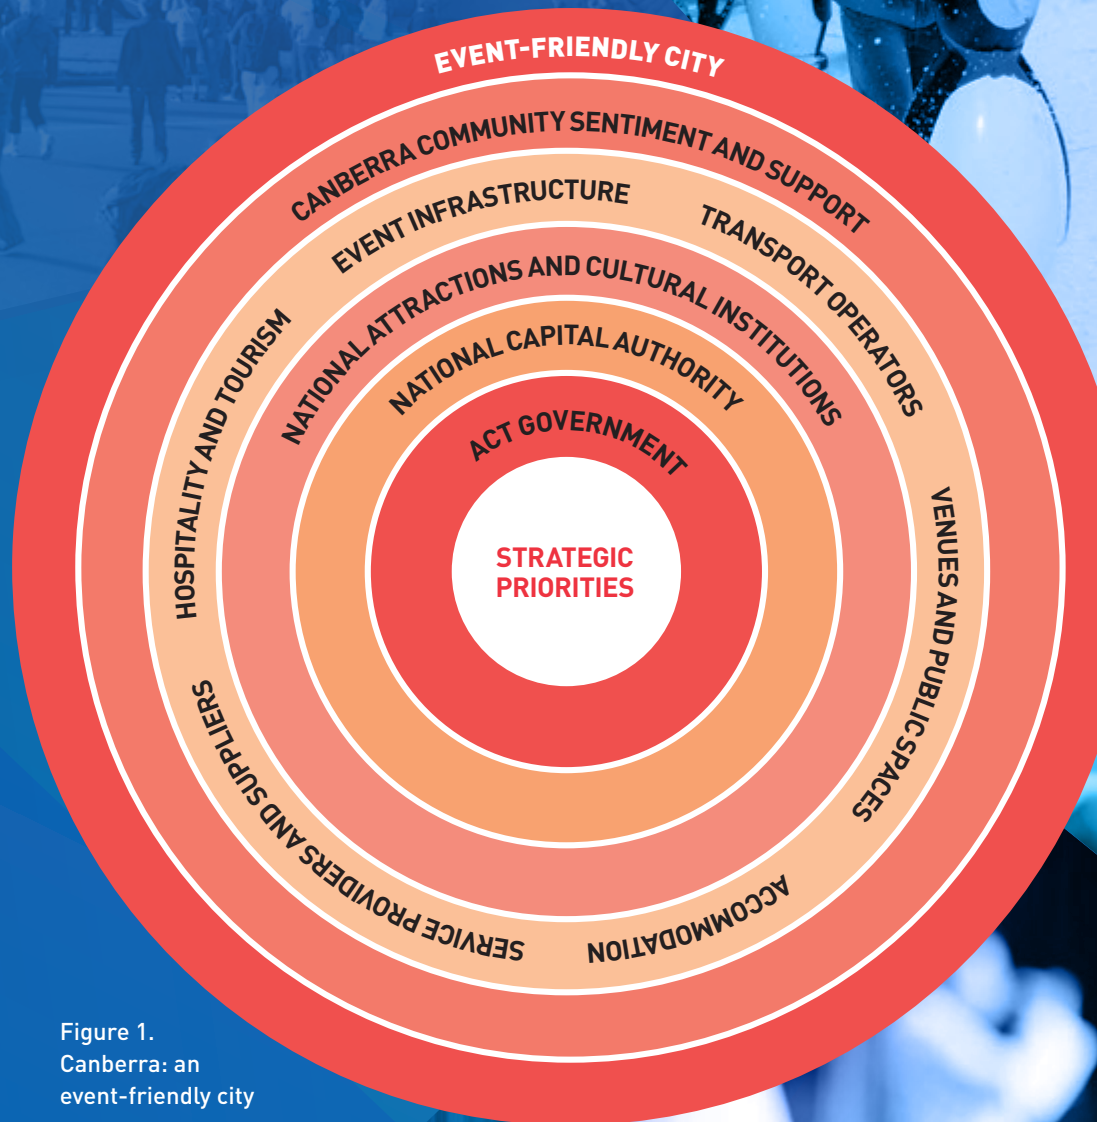 EVENT-FRIENDLY CITY
CANBERRA COMMUNITY SENTIMENT AND SUPPORT
EVENT INFRASTRUCTURE
TRANSPORT OPERATORS
VENUES AND PUBLIC SPACES
ACCOMMODATION
SERVICE PROVIDERS AND SUPPLIERS
HOSPITALITY AND TOURISM
NATIONAL ATTRACTIONS AND CULTURAL INSTITUTIONS
NATIONAL CAPITAL AUTHORITY
ACT GOVERNMENT
STRATEGIC
PRIORITIES
Figure 1.
Canberra: an
event-friendly city